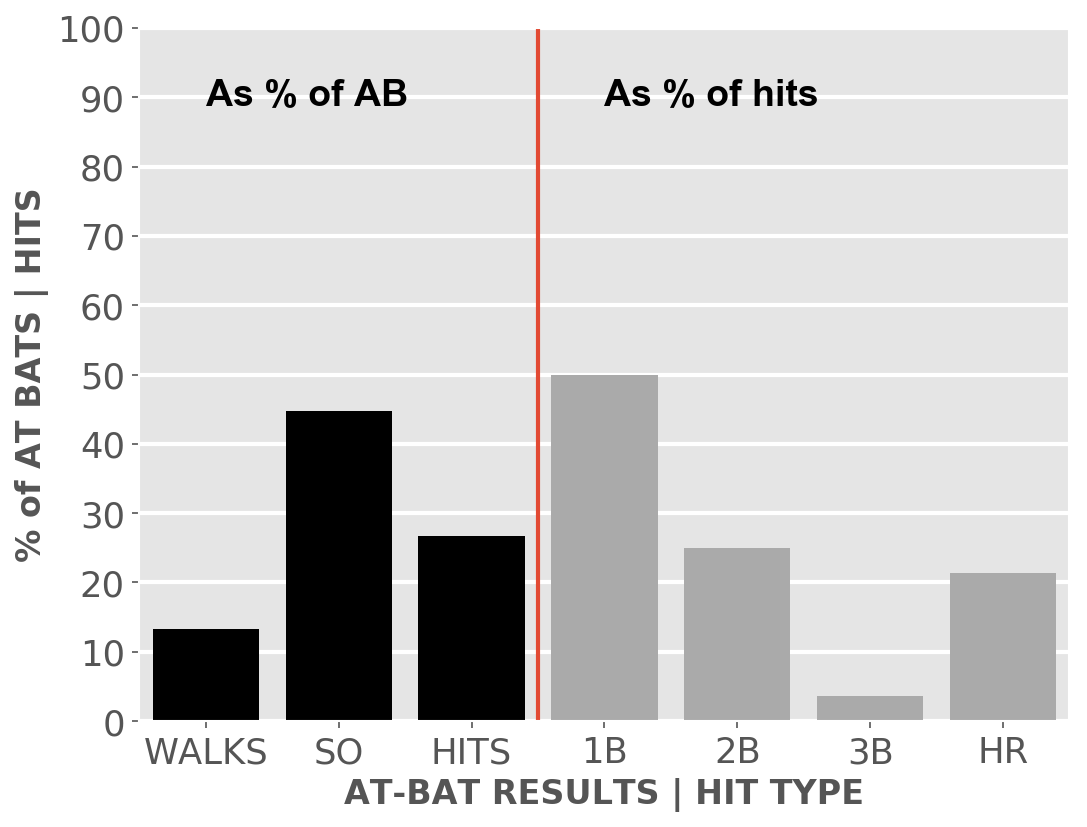 100
90
80
70
60
50
40
30
20
10
0
% of AT BATS | HITS
As % of AB
As % of hits
WALKS SO HITS 1B 2B 3B HR
AT-BAT RESULTS | HIT TYPE